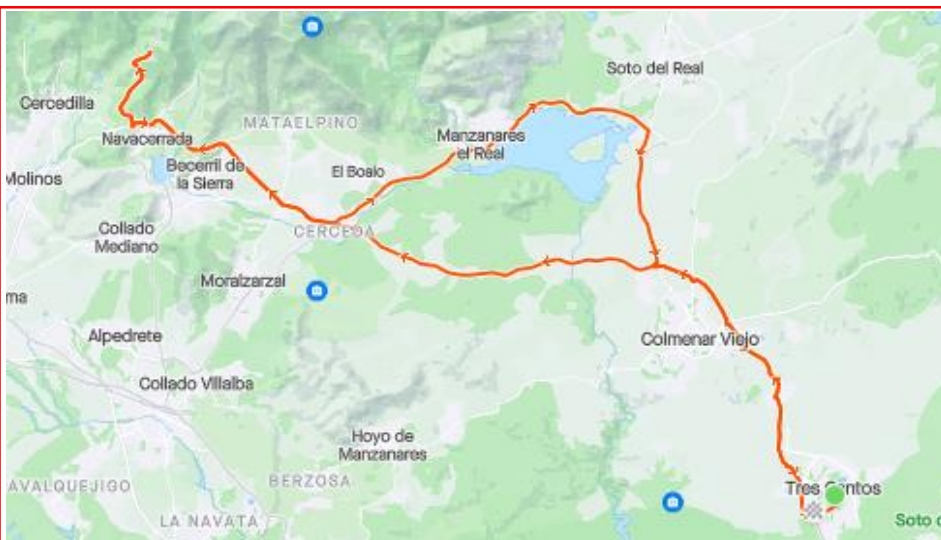 Soto del Real
Cercedilla
MATAELPINO
Navacerrada
Manzanares
el Real
Becerril de
la Sierra
El Boalo
Molinos
Collado
Mediano
CERCEDA
Moralzarzal
ma
Alpedrete
Colmenar Viejo
Collado Villalba
Hoyo de
Manzanares
BERZOSA
AVALQUEJIGO
Tres Cantos
LA NAVATA
Soto d